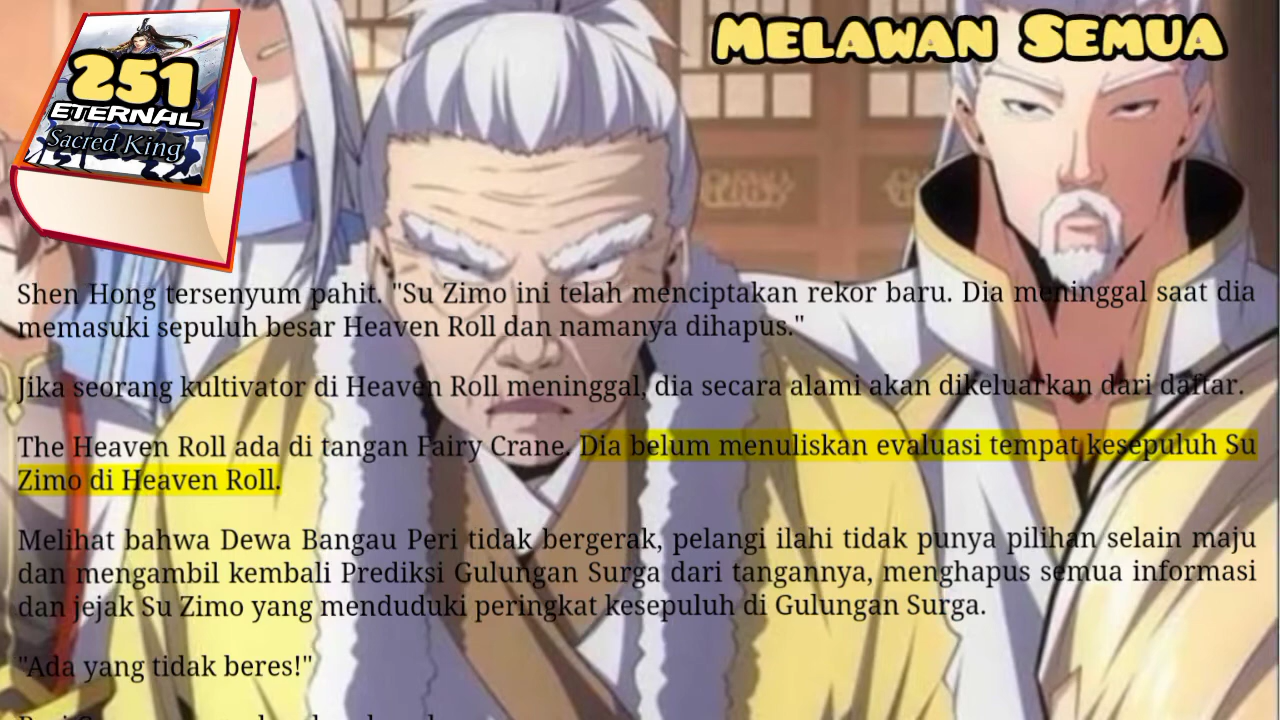 251
ETERNAL
Sacred King
MELAWAN SEMUA
Shen Hong tersenyum pahit. "Su Zimo ini telah menciptakan rekor baru. Dia meninggal saat dia
memasuki sepuluh besar Heaven Roll dan namanya dihapus."
Jika seorang kultivator di Heaven Roll meninggal, dia secara alami akan dikeluarkan dari daftar.
The Heaven Roll ada di tangan Fairy Crane. Dia belum menuliskan evaluasi tempat kesepuluh Su
Zimo di Heaven Roll.
Melihat bahwa Dewa Bangau Peri tidak bergerak, pelangi ilahi tidak punya pilihan selain maju
dan mengambil kembali Prediksi Gulungan Surga dari tangannya, menghapus semua informasi
dan jejak Su Zimo yang menduduki peringkat kesepuluh di Gulungan Surga.
"Ada yang tidak beres!"